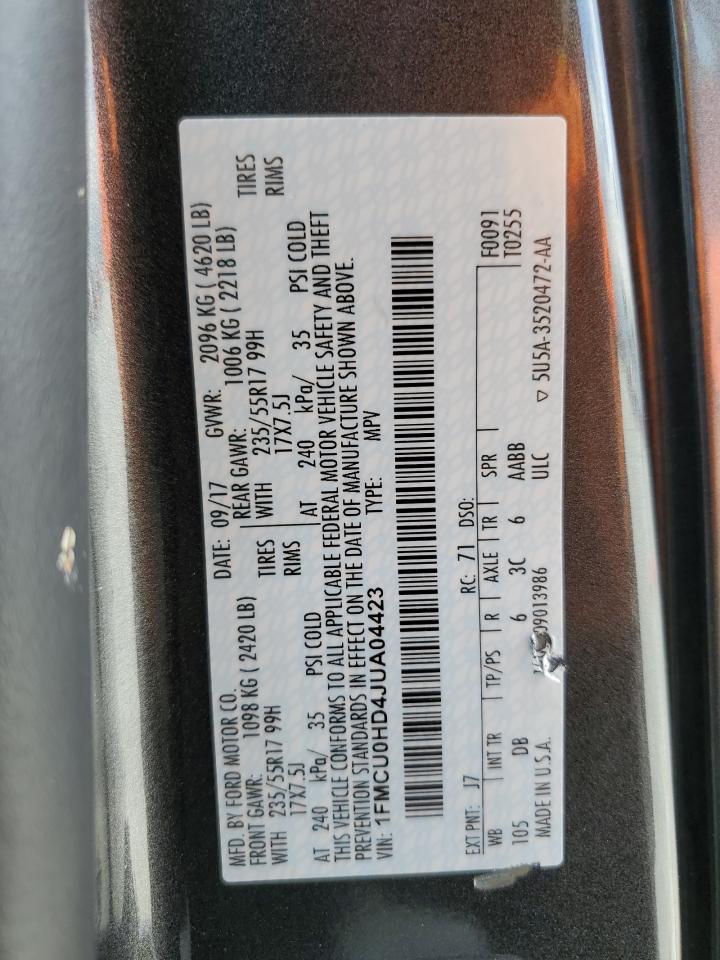 MFD. BY FORD MOTOR CO.
DATE: 09/17 GVWR: 2096 KG ( 4620 LB)
FRONT GAWR: 1098 KG ( 2420 LB) REAR GAWR: 1006 KG ( 2218 LB)
WITH 235/55R17 99H TIRES WITH 235/55R17 99H TIRES
17X7.5J RIMS 17X7.5J RIMS
AT 240 kPa/ 35 PSI COLD AT 240 kPa/ 35 PSI COLD
THIS VEHICLE CONFORMS TO ALL APPLICABLE FEDERAL MOTOR VEHICLE SAFETY AND THEFT
PREVENTION STANDARDS IN EFFECT ON THE DATE OF MANUFACTURE SHOWN ABOVE.
VIN: 1FMCU0HD4JUA04423 TYPE: MPV
EXT PNT: J7 RC: 71 DSO: F0091
WB INT TR TP/PS R AXLE TR SPR T0255
105 DB 6 3C 6 AABB
MADE IN U.S.A. 09013986 ULC ▽ 5U5A-3520472-AA